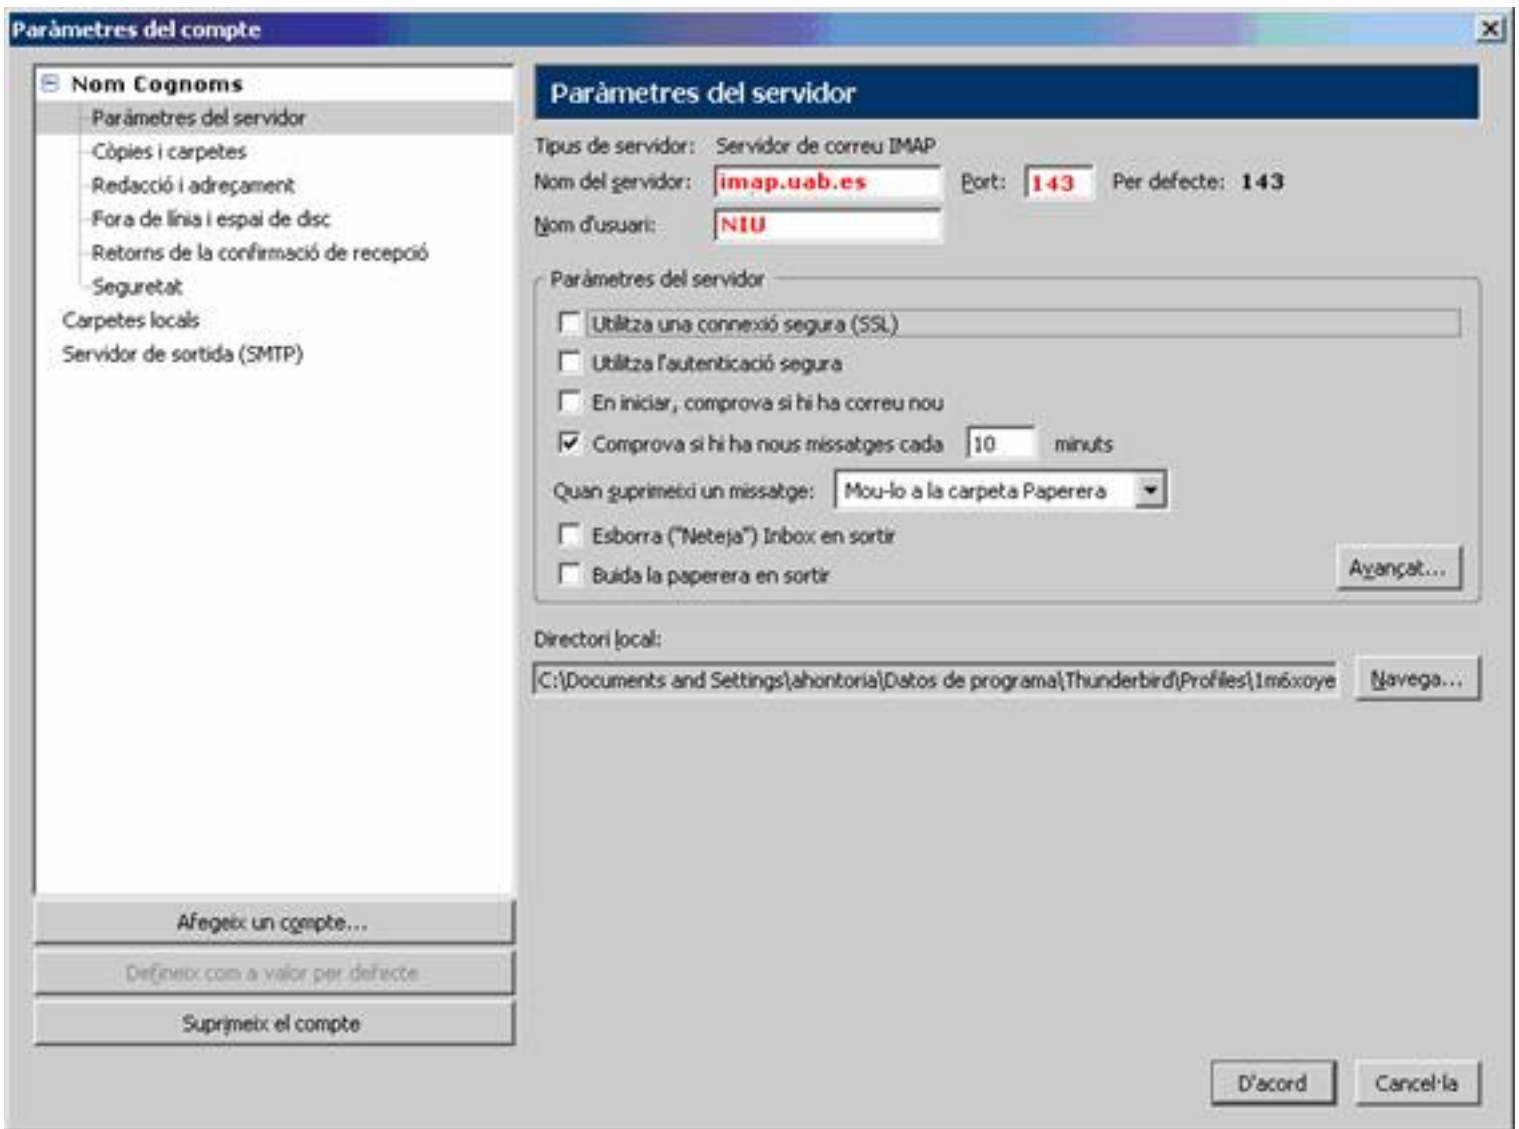 Paràmetres del compte
Nom Cognoms
Paràmetres del servidor
Còpies i carpetes
Redacció i adreçament
Fora de línia i espai de disc
Retorns de la confirmació de recepció
Seguretat
Carpetes locals
Servidor de sortida (SMTP)
Afegeix un compte...
Defineix com a valor per defecte
Suprimeix el compte
Paràmetres del servidor
Tipus de servidor: Servidor de correu IMAP
Nom del servidor: imap.uab.es Port: 143 Per defecte: 143
Nom d'usuari: NIU
Paràmetres del servidor
Utilitza una connexió segura (SSL)
Utilitza l'autenticació segura
En iniciar, comprova si hi ha correu nou
Comprova si hi ha nous missatges cada 10 minuts
Quan suprimeixi un missatge: Mou-lo a la carpeta Paperera
Esborra ("Neteja") Inbox en sortir
Buida la paperera en sortir
Avançat...
Directori local:
C:\Documents and Settings\ahontoria\Datos de programa\Thunderbird\Profiles\1m6xoye
Navega...
D'acord Cancel·la